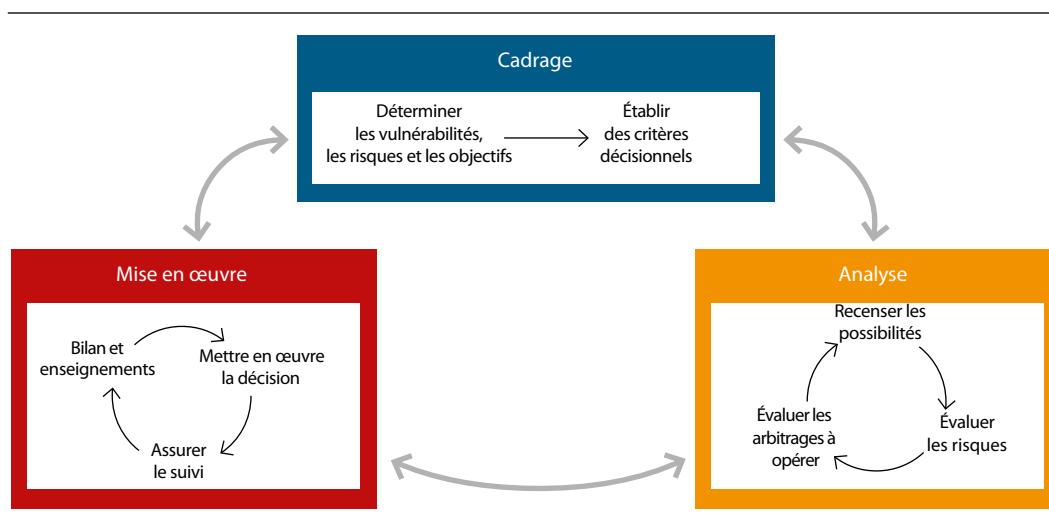 Cadrage
Déterminer
les vulnérabilités,
les risques et les objectifs
Établir
des critères
décisionnels
Mise en œuvre
Bilan et
enseignements
Mettre en œuvre
la décision
Assurer
le suivi
Analyse
Recenser les
possibilités
Évaluer
les risques
Évaluer les
arbitrages à
opérer